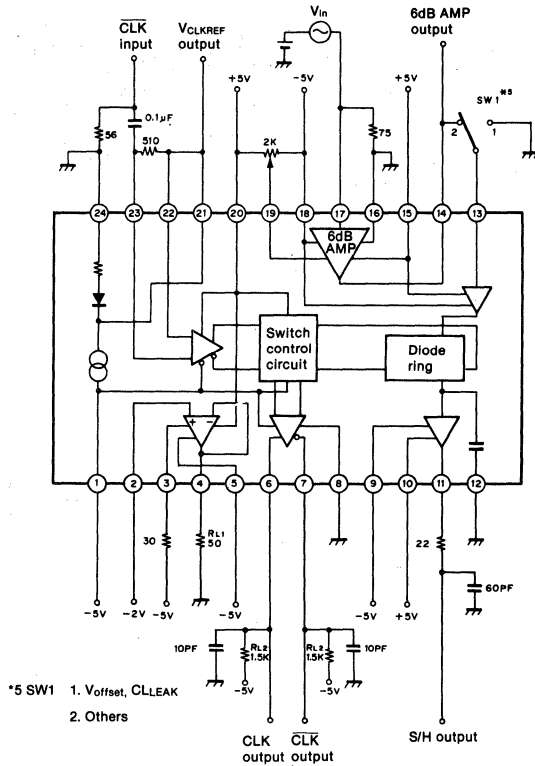 CLK
input
VCLKREF
output
Vin
6dB AMP
output
+5V
-5V
+5V
SW1 *5
0.1µF
56
510
2K
75
2
1
24
23
22
21
20
19
18
17
16
15
14
13
6dB
AMP
Switch
control
circuit
Diode
ring
+ -
1
2
3
4
5
6
7
8
9
10
11
12
30
RL1
50
22
60PF
-5V
-2V
-5V
-5V
-5V
+5V
10PF
RL2
1.5K
-5V
RL2
1.5K
-5V
10PF
*5 SW1 1. Voffset, CLLEAK
2. Others
CLK
output
CLK
output
S/H output